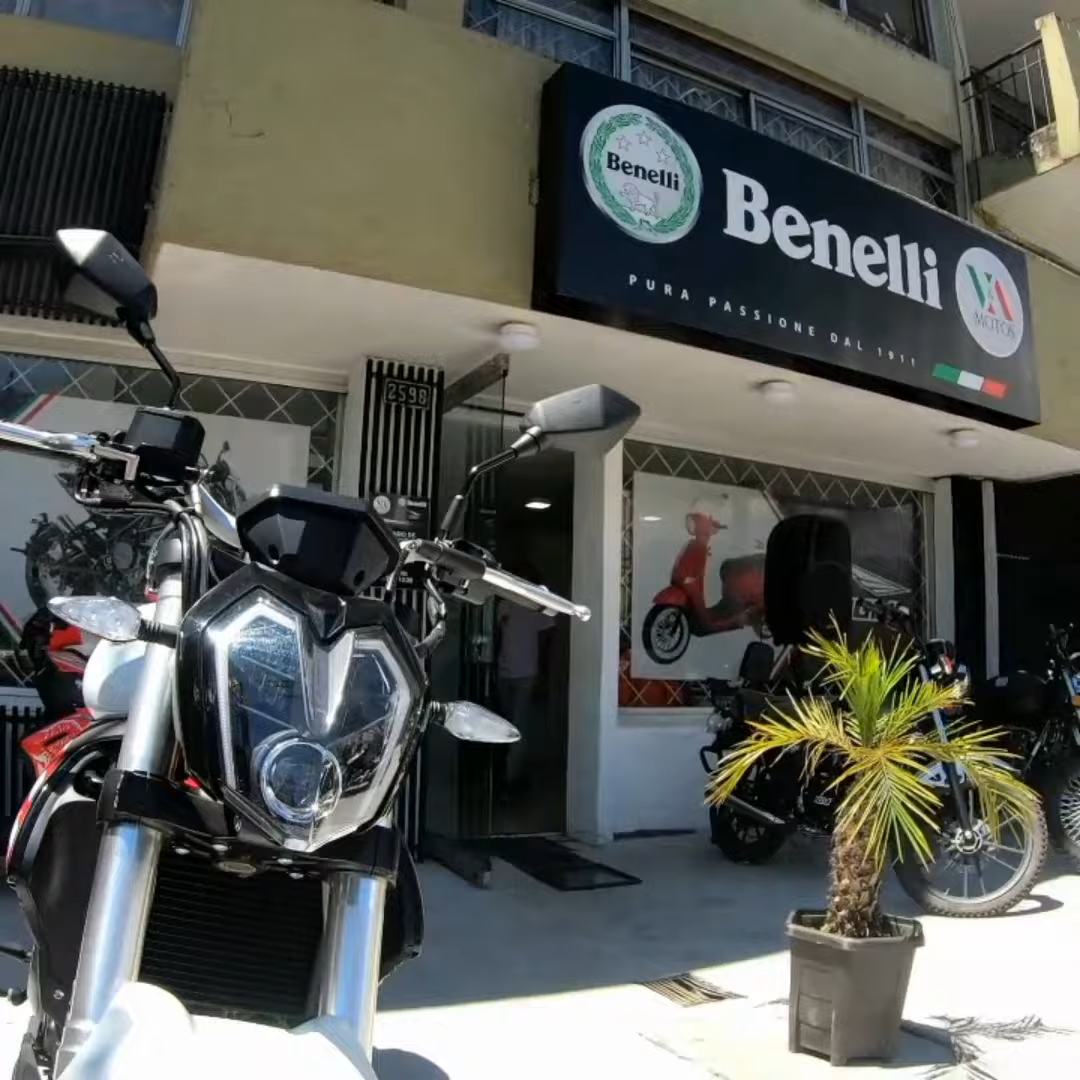 Benelli
Benelli
VA
MOTOS
PURA PASSIONE DAL 1911
2598